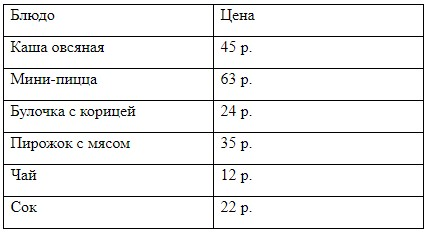 Блюдо Цена
Каша овсяная 45 р.
Мини-пицца 63 р.
Булочка с корицей 24 р.
Пирожок с мясом 35 р.
Чай 12 р.
Сок 22 р.